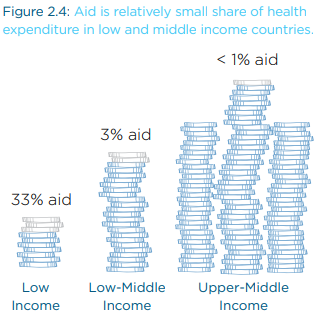 Figure 2.4: Aid is relatively small share of health
expenditure in low and middle income countries.
< 1% aid
3% aid
33% aid
Low
Income
Low-Middle
Income
Upper-Middle
Income